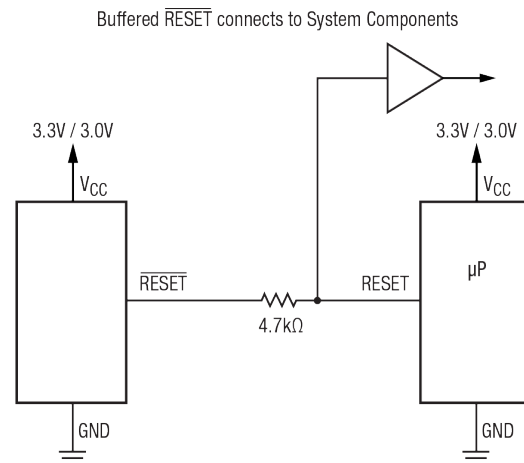 Buffered RESET connects to System Components
3.3V / 3.0V
3.3V / 3.0V
VCC
VCC
µP
RESET
RESET
4.7kΩ
GND
GND